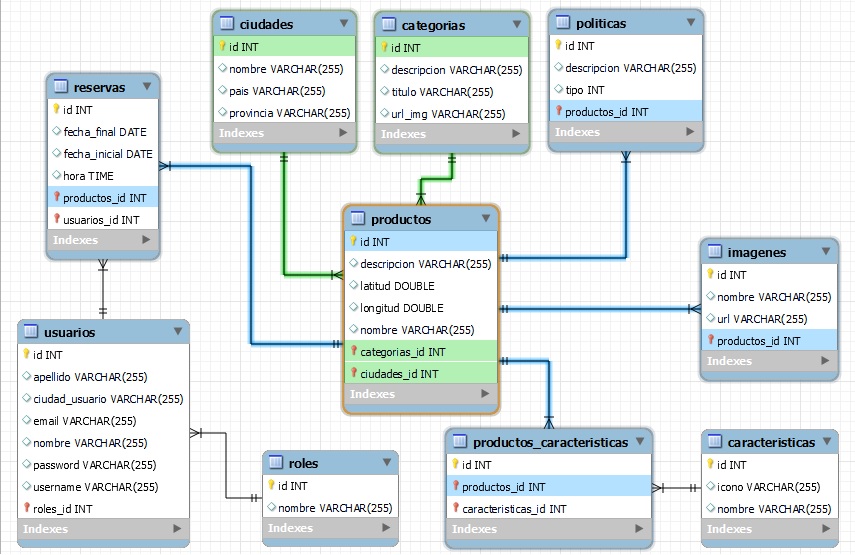 ciudades
id INT
nombre VARCHAR(255)
pais VARCHAR(255)
provincia VARCHAR(255)
Indexes
categorias
id INT
descripcion VARCHAR(255)
titulo VARCHAR(255)
url_img VARCHAR(255)
Indexes
politicas
id INT
descripcion VARCHAR(255)
tipo INT
productos_id INT
Indexes
reservas
id INT
fecha_final DATE
fecha_inicial DATE
hora TIME
productos_id INT
usuarios_id INT
Indexes
productos
id INT
descripcion VARCHAR(255)
latitud DOUBLE
longitud DOUBLE
nombre VARCHAR(255)
categorias_id INT
ciudades_id INT
Indexes
imagenes
id INT
nombre VARCHAR(255)
url VARCHAR(255)
productos_id INT
Indexes
usuarios
id INT
apellido VARCHAR(255)
ciudad_usuario VARCHAR(255)
email VARCHAR(255)
nombre VARCHAR(255)
password VARCHAR(255)
username VARCHAR(255)
roles_id INT
Indexes
roles
id INT
nombre VARCHAR(255)
Indexes
productos_caracteristicas
id INT
productos_id INT
caracteristicas_id INT
Indexes
caracteristicas
id INT
icono VARCHAR(255)
nombre VARCHAR(255)
Indexes